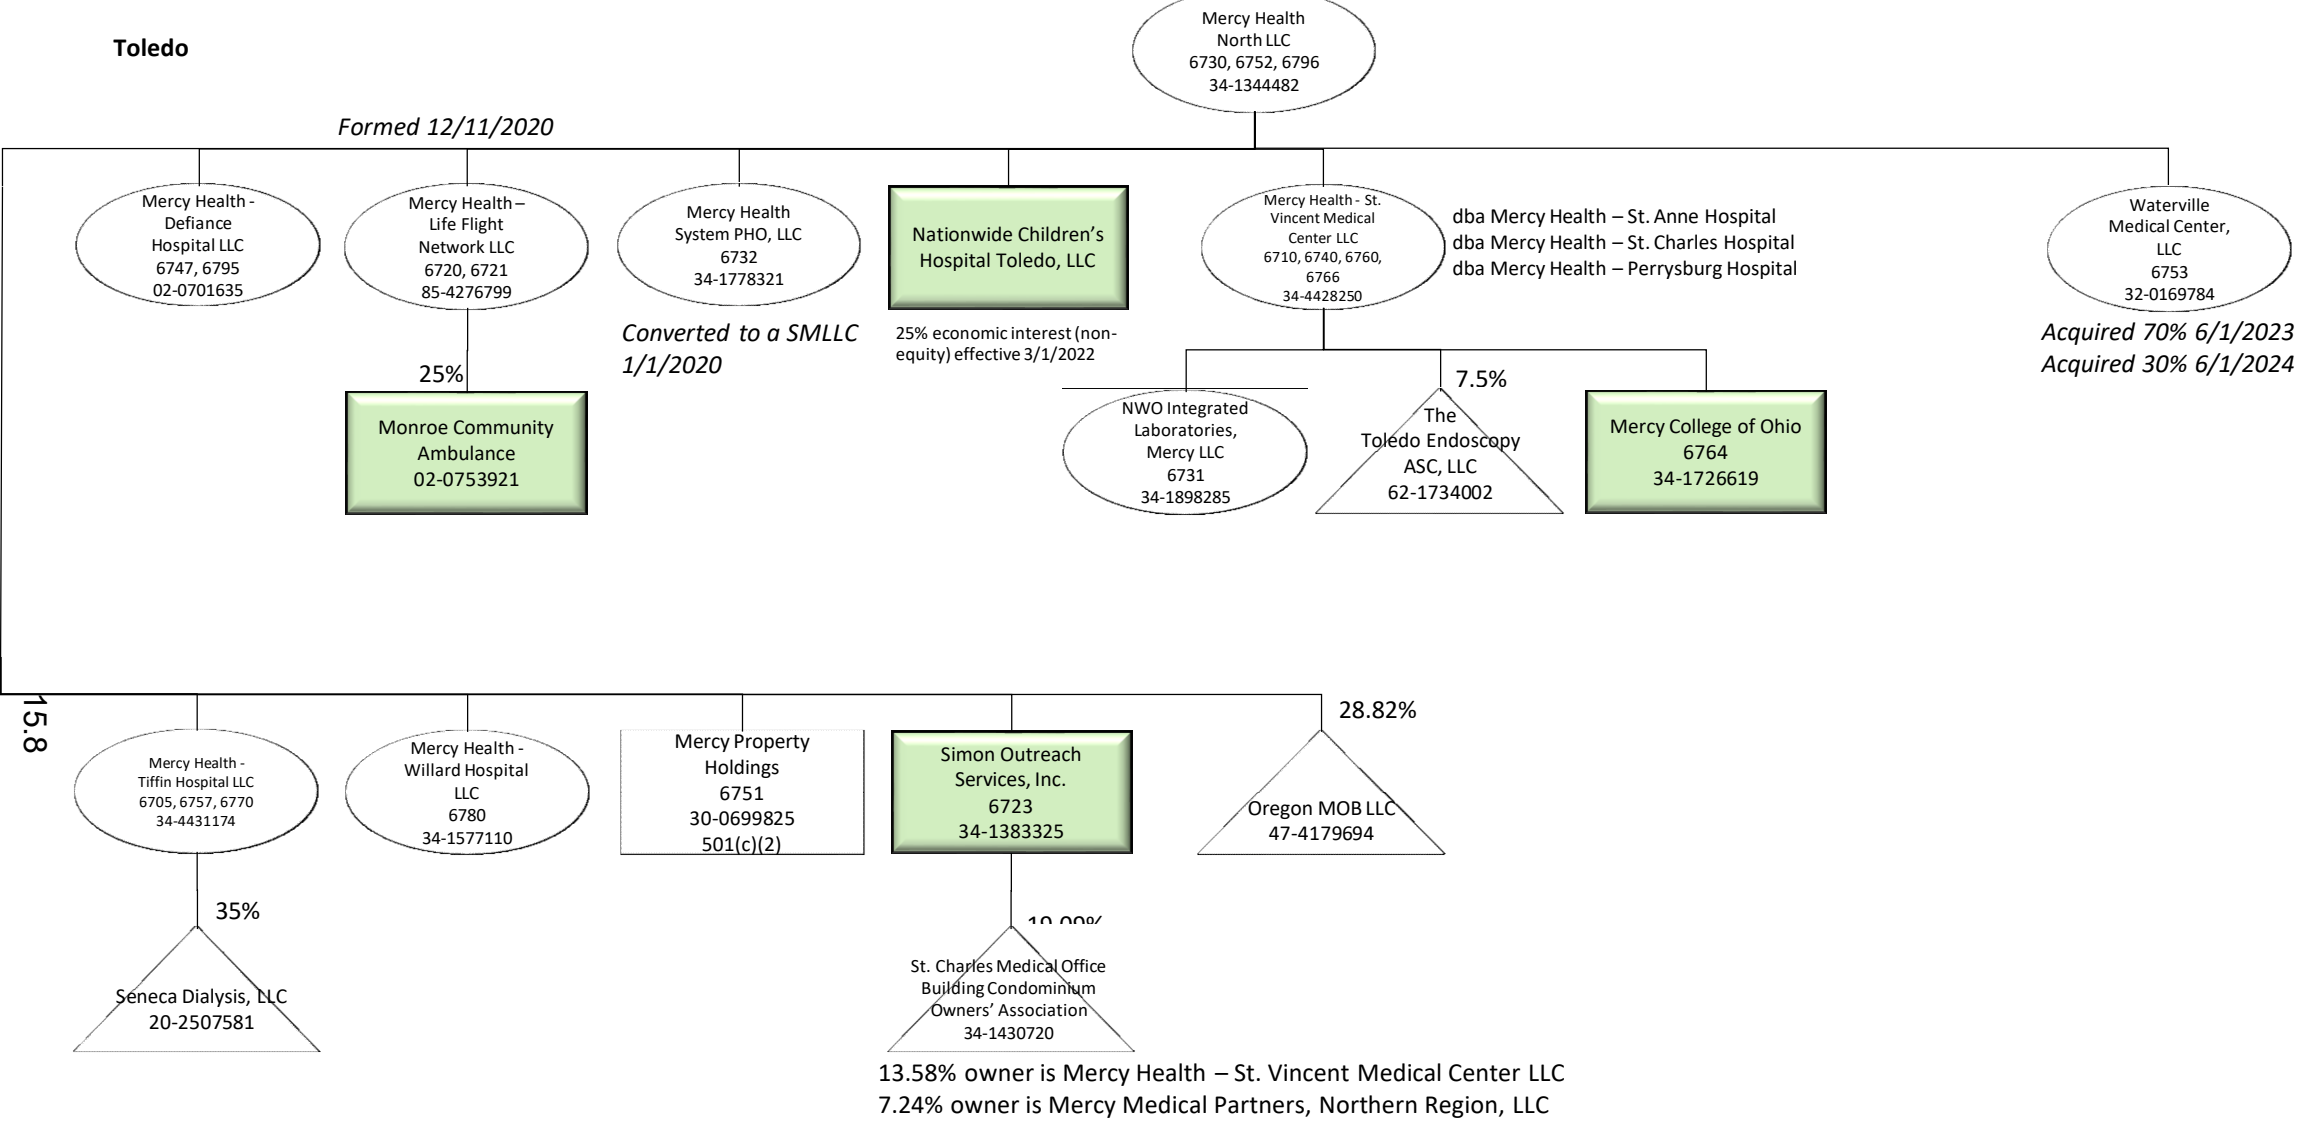 Toledo
Mercy Health
North LLC
6730, 6752, 6796
34-1344482
Formed 12/11/2020
Mercy Health -
Defiance
Hospital LLC
6747, 6795
02-0701635
Mercy Health –
Life Flight
Network LLC
6720, 6721
85-4276799
Mercy Health
System PHO, LLC
6732
34-1778321
Nationwide Children’s
Hospital Toledo, LLC
Mercy Health - St.
Vincent Medical
Center LLC
6710, 6740, 6760,
6766
34-4428250
dba Mercy Health – St. Anne Hospital
dba Mercy Health – St. Charles Hospital
dba Mercy Health – Perrysburg Hospital
Waterville
Medical Center,
LLC
6753
32-0169784
Converted to a SMLLC
1/1/2020
25% economic interest (non-
equity) effective 3/1/2022
Acquired 70% 6/1/2023
Acquired 30% 6/1/2024
25%
Monroe Community
Ambulance
02-0753921
NWO Integrated
Laboratories,
Mercy LLC
6731
34-1898285
7.5%
The
Toledo Endoscopy
ASC, LLC
62-1734002
Mercy College of Ohio
6764
34-1726619
15.8
Mercy Health -
Tiffin Hospital LLC
6705, 6757, 6770
34-4431174
Mercy Health -
Willard Hospital
LLC
6780
34-1577110
Mercy Property
Holdings
6751
30-0699825
501(c)(2)
Simon Outreach
Services, Inc.
6723
34-1383325
28.82%
Oregon MOB LLC
47-4179694
35%
Seneca Dialysis, LLC
20-2507581
St. Charles Medical Office
Building Condominium
Owners’ Association
34-1430720
13.58% owner is Mercy Health – St. Vincent Medical Center LLC
7.24% owner is Mercy Medical Partners, Northern Region, LLC